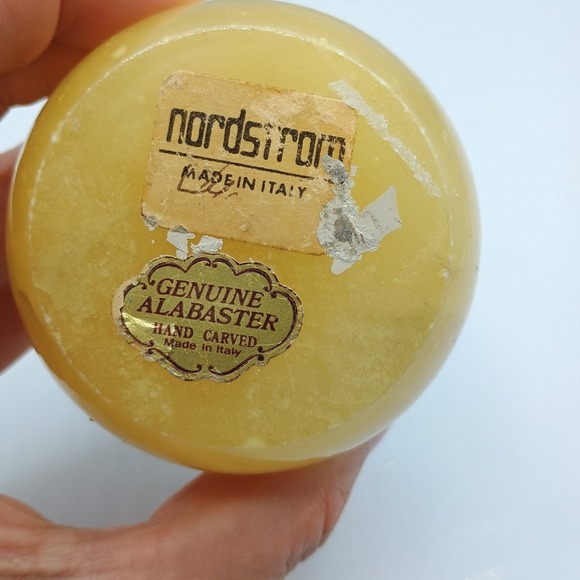 nordstrom
MADE IN ITALY
GENUINE
ALABASTER
HAND CARVED
Made in Italy